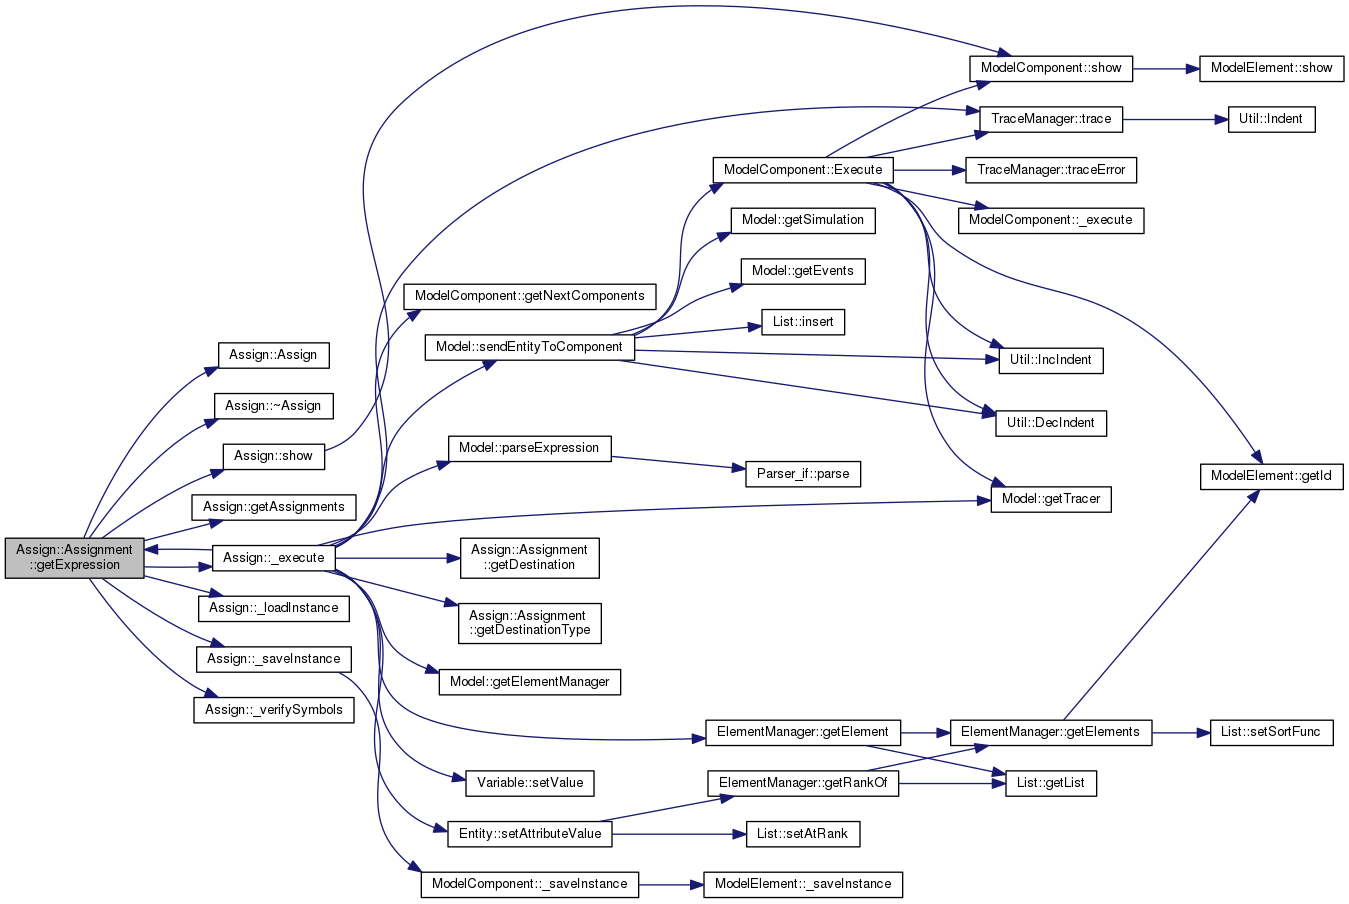 ModelComponent::show
ModelElement::show
TraceManager::trace
Util::Indent
ModelComponent::Execute
TraceManager::traceError
ModelComponent::_execute
Model::getSimulation
Model::getEvents
ModelComponent::getNextComponents
List::insert
Model::sendEntityToComponent
Assign::Assign
Util::IncIndent
Assign::~Assign
Util::DecIndent
Assign::show
Model::parseExpression
Parser_if::parse
ModelElement::getId
Assign::getAssignments
Model::getTracer
Assign::Assignment
::getExpression
Assign::_execute
Assign::Assignment
::getDestination
Assign::_loadInstance
Assign::Assignment
::getDestinationType
Assign::_saveInstance
Model::getElementManager
Assign::_verifySymbols
ElementManager::getElement
ElementManager::getElements
List::setSortFunc
Variable::setValue
ElementManager::getRankOf
List::getList
Entity::setAttributeValue
List::setAtRank
ModelComponent::_saveInstance
ModelElement::_saveInstance